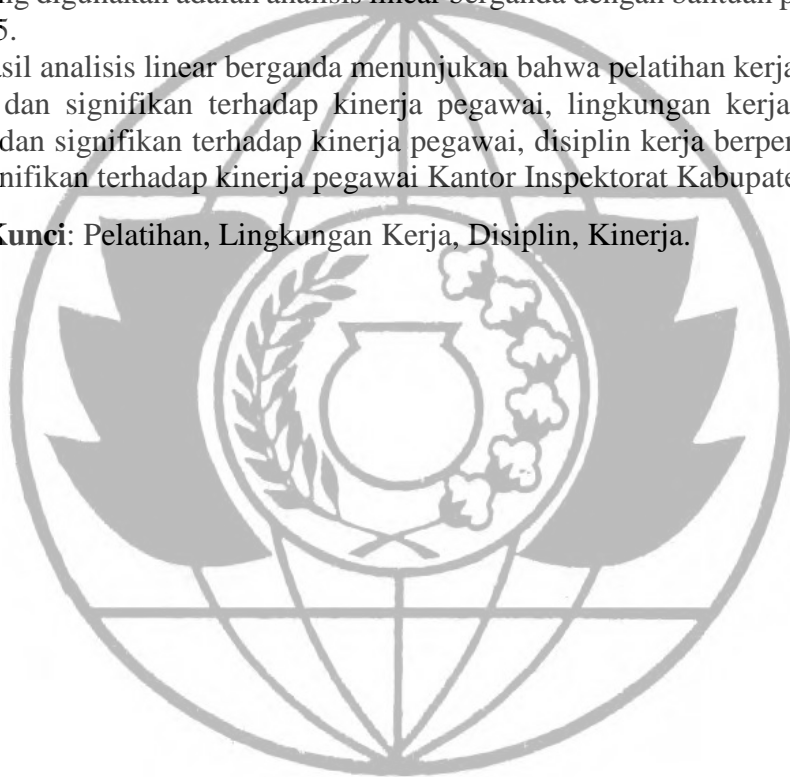 ng digunakan adalah analisis linear berganda dengan bantuan p
5.
asil analisis linear berganda menunjukan bahwa pelatihan kerja
dan signifikan terhadap kinerja pegawai, lingkungan kerja
dan signifikan terhadap kinerja pegawai, disiplin kerja berper
nifikan terhadap kinerja pegawai Kantor Inspektorat Kabupate
Kunci: Pelatihan, Lingkungan Kerja, Disiplin, Kinerja.